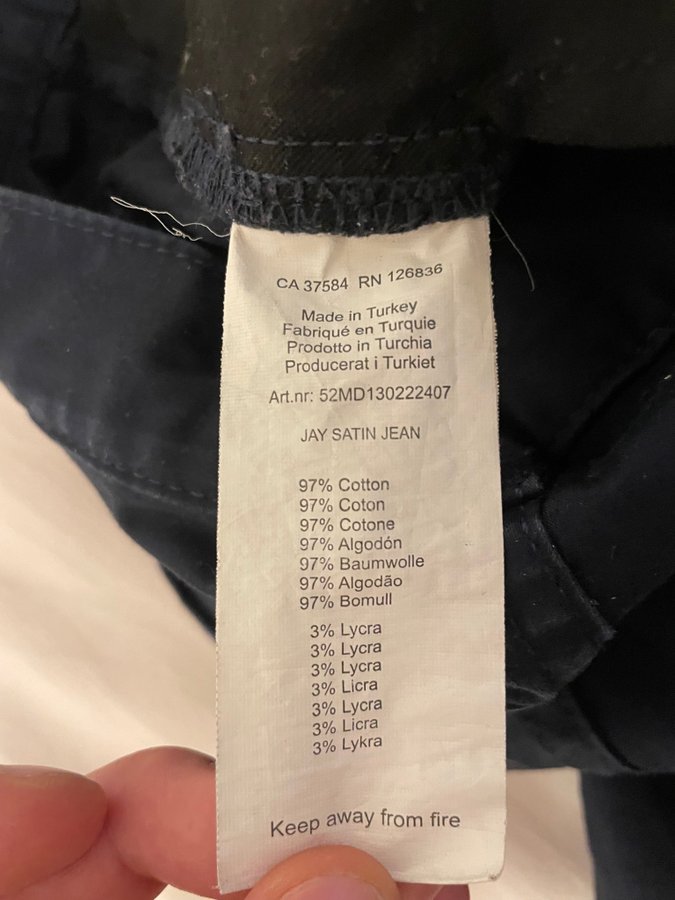 CA 37584 RN 126836
Made in Turkey
Fabriqué en Turquie
Prodotto in Turchia
Producerat i Turkiet
Art.nr: 52MD130222407
JAY SATIN JEAN
97% Cotton
97% Coton
97% Cotone
97% Algodón
97% Baumwolle
97% Algodão
97% Bomull
3% Lycra
3% Lycra
3% Lycra
3% Licra
3% Lycra
3% Licra
3% Lykra
Keep away from fire